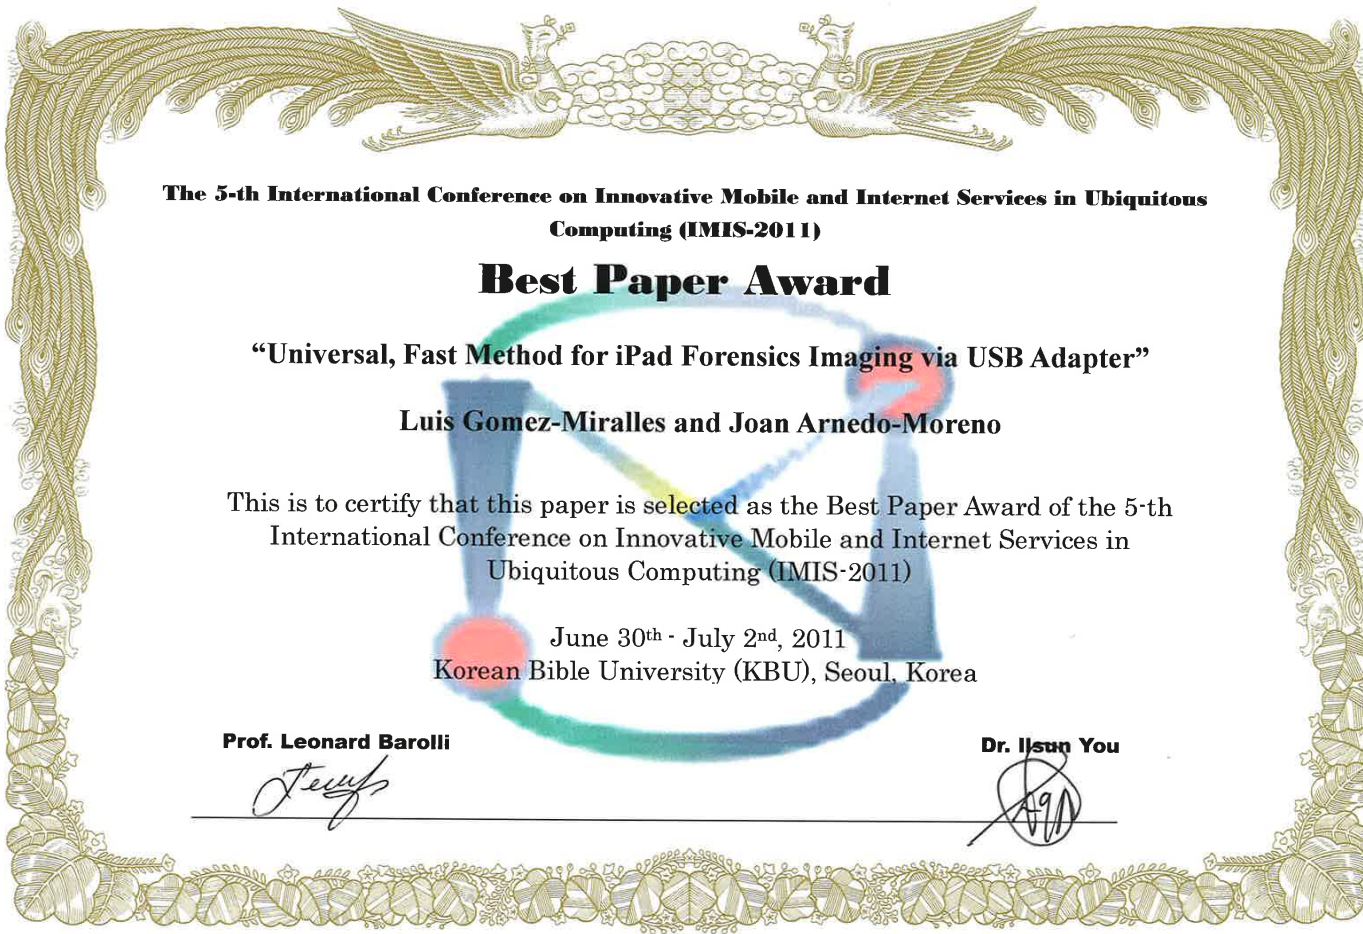 The 5-th International Conference on Innovative Mobile and Internet Services in Ubiquitous
Computing (IMIS-2011)
Best Paper Award
“Universal, Fast Method for iPad Forensics Imaging via USB Adapter”
Luis Gomez-Miralles and Joan Arnedo-Moreno
This is to certify that this paper is selected as the Best Paper Award of the 5-th
International Conference on Innovative Mobile and Internet Services in
Ubiquitous Computing (IMIS-2011)
June 30th - July 2nd, 2011
Korean Bible University (KBU), Seoul, Korea
Prof. Leonard Barolli
Dr. Ilsun You